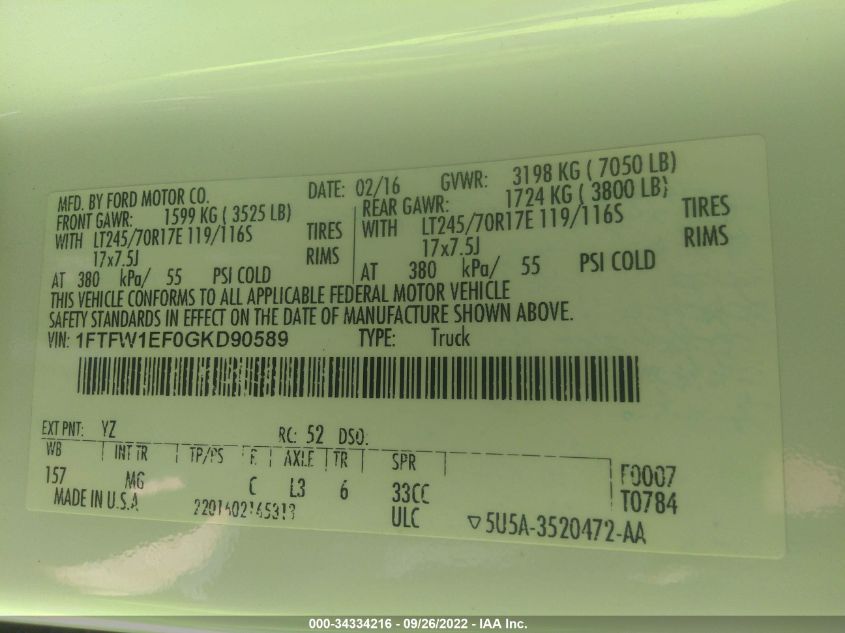 MFD. BY FORD MOTOR CO. DATE: 02/16 GVWR: 3198 KG ( 7050 LB)
FRONT GAWR: 1599 KG ( 3525 LB) REAR GAWR: 1724 KG ( 3800 LB)
WITH LT245/70R17E 119/116S TIRES WITH LT245/70R17E 119/116S TIRES
17x7.5J RIMS 17x7.5J RIMS
AT 380 kPa/ 55 PSI COLD AT 380 kPa/ 55 PSI COLD
THIS VEHICLE CONFORMS TO ALL APPLICABLE FEDERAL MOTOR VEHICLE
SAFETY STANDARDS IN EFFECT ON THE DATE OF MANUFACTURE SHOWN ABOVE.
VIN: 1FTFW1EF0GKD90589 TYPE: Truck
EXT PNT: YZ RC: 52 DSO:
WB INT TR TP/PS R AXLE TR SPR F0007
157 MG C L3 6 33CC T0784
MADE IN U.S.A ULC ▽5U5A-3520472-AA
000-34334216 - 09/26/2022 - IAA Inc.